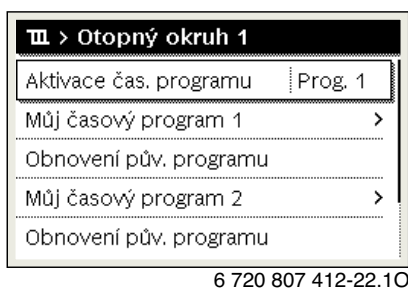 > Otopný okruh 1
Aktivace čas. programu Prog. 1
Můj časový program 1 >
Obnovení pův. programu
Můj časový program 2 >
Obnovení pův. programu
6 720 807 412-22.1O